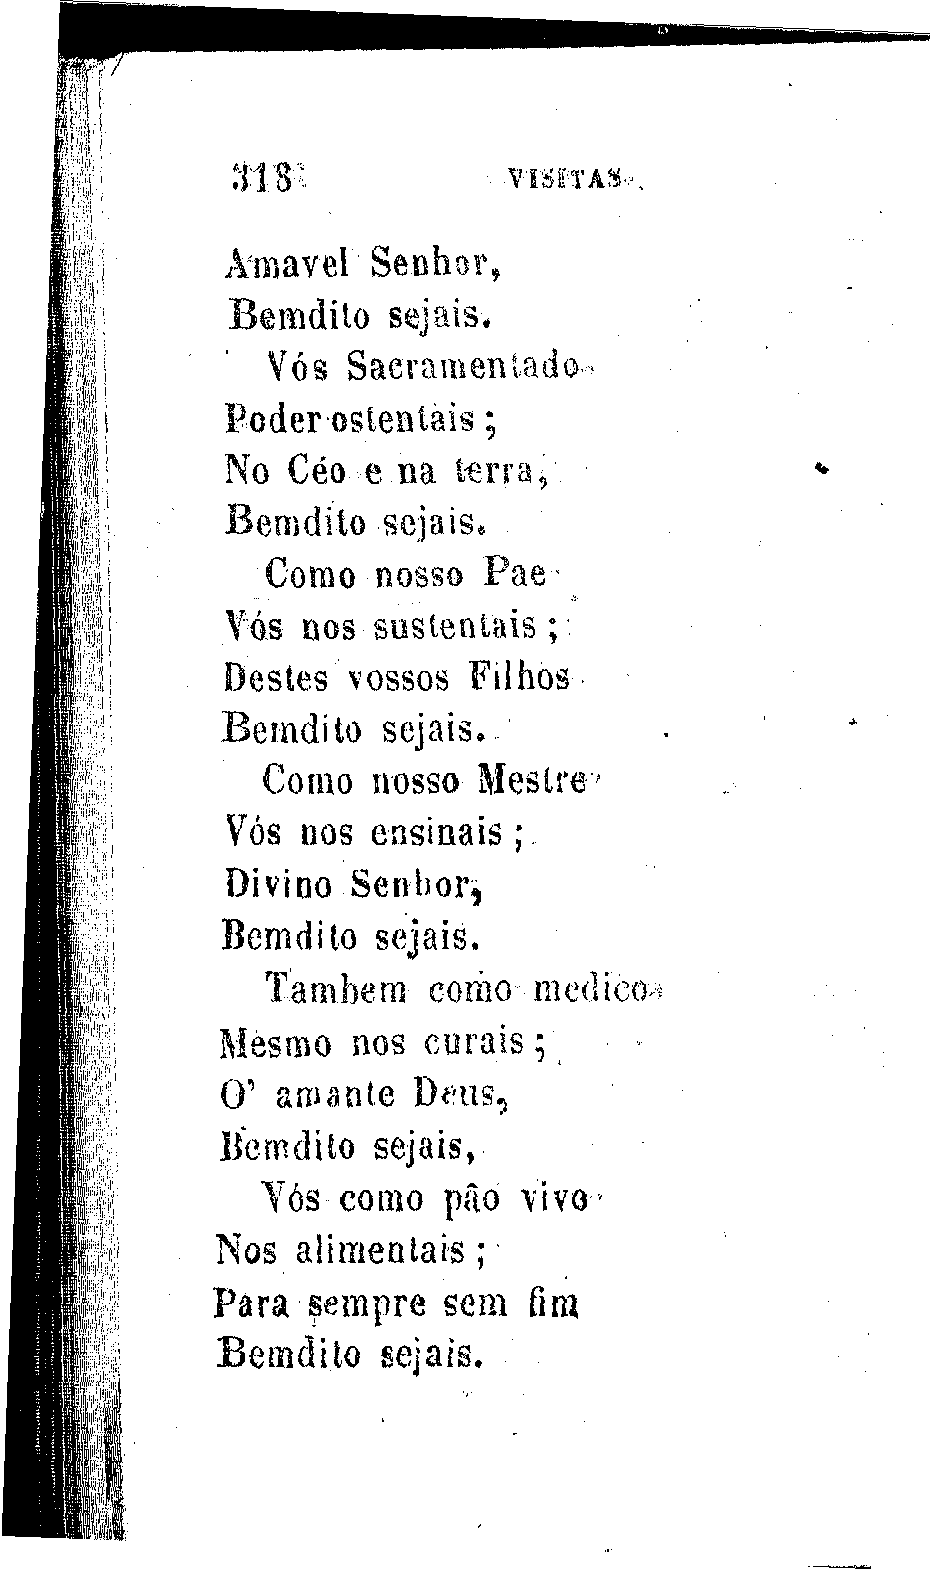 318 VISITAS
Amavel Senhor,
Bemdito sejais.
Vós Sacramentado
Poder ostentais ;
No Céo e na terra,
Bemdito sejais.
Como nosso Pae
Vós nos sustentais ;
Destes vossos Filhos
Bemdito sejais.
Como nosso Mestre
Vós nos ensinais ;
Divino Senhor,
Bemdito sejais.
Tambem como medico
Mesmo nos curais ;
O' amante Deus,
Bemdito sejais,
Vós como pão vivo
Nos alimentais ;
Para sempre sem fim
Bemdito sejais.